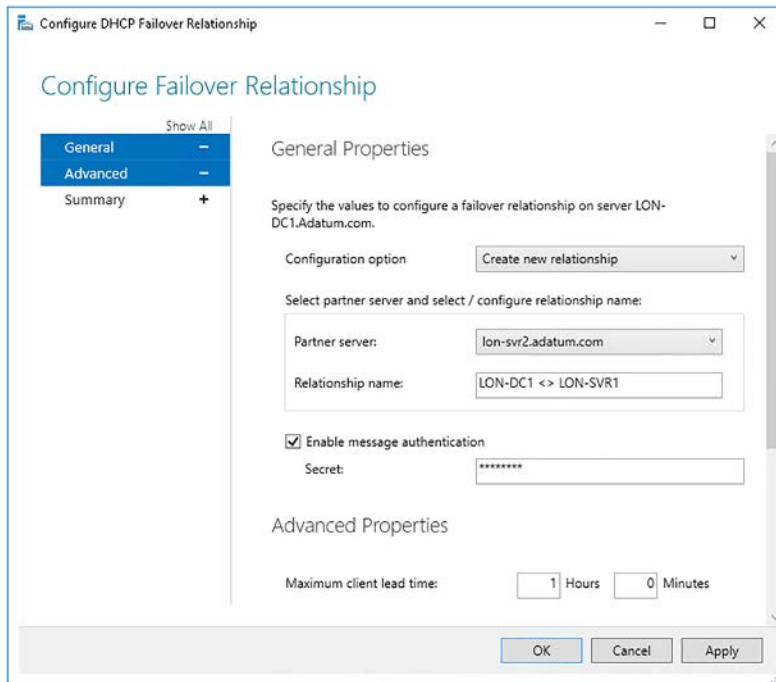 Configure DHCP Failover Relationship
Configure Failover Relationship
Show All
General –
Advanced –
Summary +
General Properties
Specify the values to configure a failover relationship on server LON-
DC1.Adatum.com.
Configuration option Create new relationship
Select partner server and select / configure relationship name:
Partner server: lon-svr2.adatum.com
Relationship name: LON-DC1 <> LON-SVR1
Enable message authentication
Secret: ********
Advanced Properties
Maximum client lead time: 1 Hours 0 Minutes
OK Cancel Apply